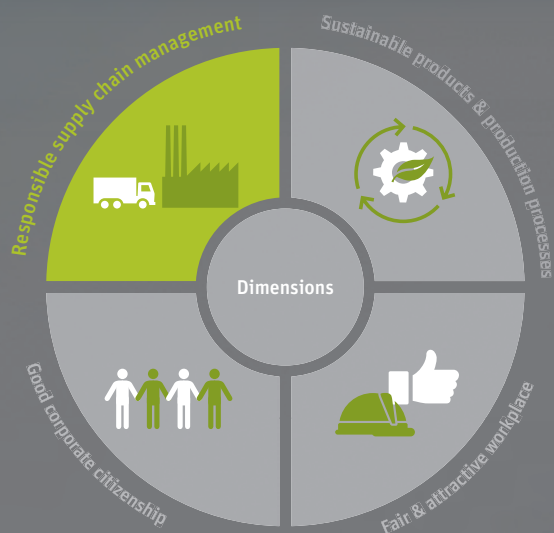 Responsible supply chain management
Sustainable products & production processes
Dimensions
Good corporate citizenship
Fair & attractive workplace